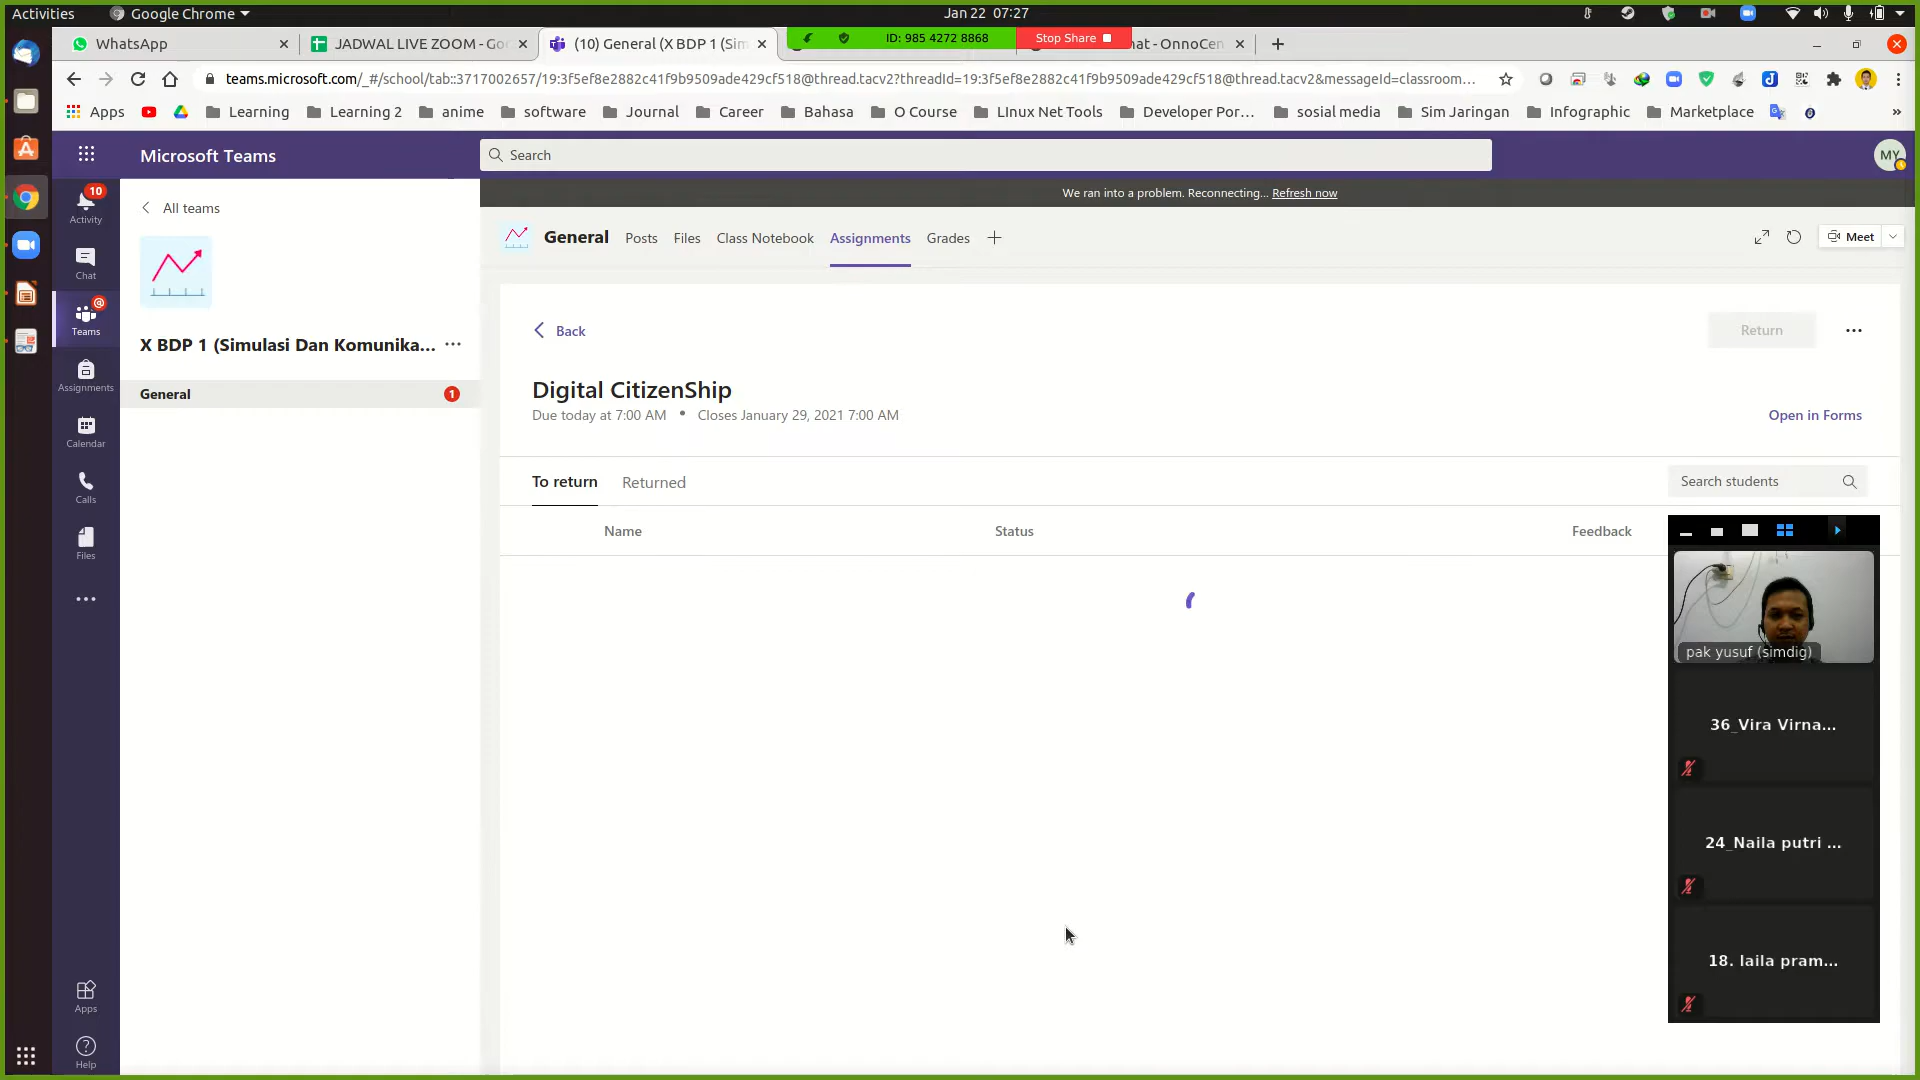 Activities
Google Chrome
Jan 22 07:27
WhatsApp
JADWAL LIVE ZOOM - Goo
(10) General (X BDP 1 (Sim
ID: 985 4272 8868
Stop Share
hat - OnnoCen
teams.microsoft.com/_#/school/tab::3717002657/19:3f5ef8e2882c41f9b9509ade429cf518@thread.tacv2?threadId=19:3f5ef8e2882c41f9b9509ade429cf518@thread.tacv2&messageId=classroom...
Apps
Learning
Learning 2
anime
software
Journal
Career
Bahasa
O Course
LInux Net Tools
Developer Por...
sosial media
Sim Jaringan
Infographic
Marketplace
»
Microsoft Teams
Search
MY
We ran into a problem. Reconnecting... Refresh now
10
Activity
Chat
Teams
Assignments
Calendar
Calls
Files
Apps
Help
All teams
X BDP 1 (Simulasi Dan Komunika...
General
1
General
Posts
Files
Class Notebook
Assignments
Grades
Meet
Back
Return
Digital CitizenShip
Due today at 7:00 AM • Closes January 29, 2021 7:00 AM
Open in Forms
To return
Returned
Search students
Name
Status
Feedback
pak yusuf (simdig)
36_Vira Virna...
24_Naila putri ...
18. laila pram...